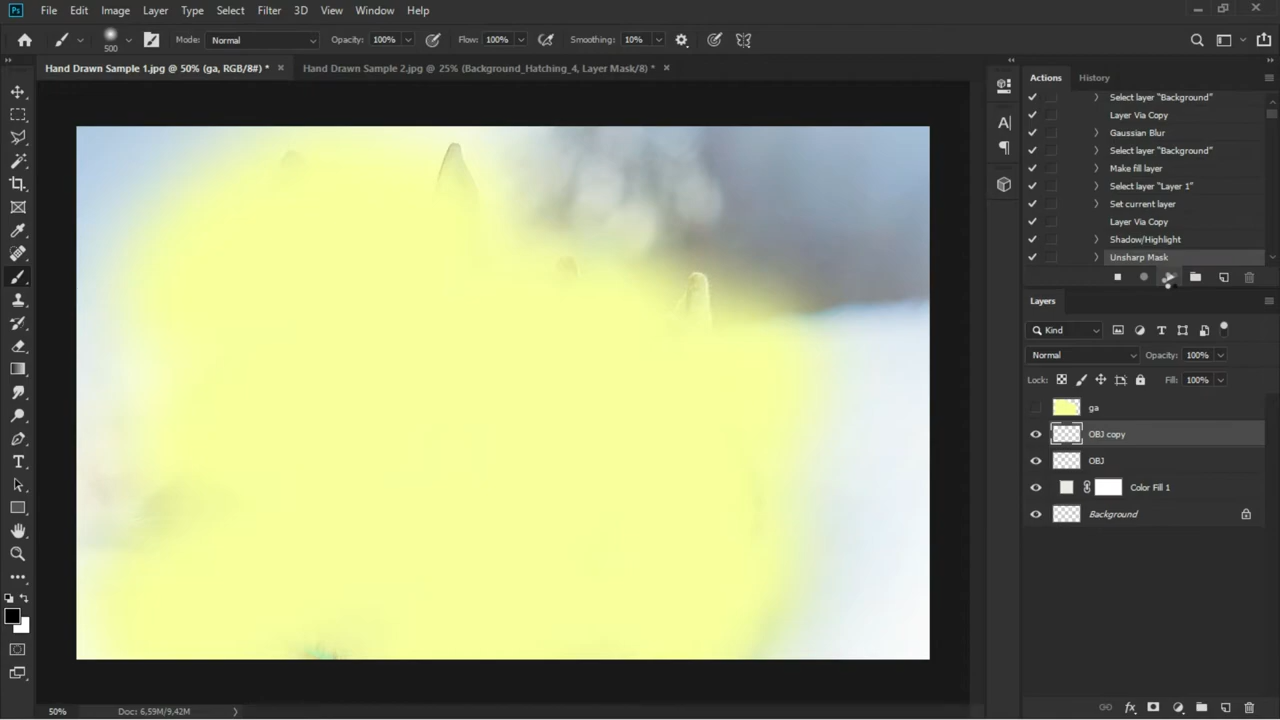 Ps File Edit Image Layer Type Select Filter 3D View Window Help
500 Mode: Normal Opacity: 100% Flow: 100% Smoothing: 10%
Hand Drawn Sample 1.jpg @ 50% (ga, RGB/8#) * × Hand Drawn Sample 2.jpg @ 25% (Background_Hatching_4, Layer Mask/8) * ×
Actions History
Select layer "Background"
Layer Via Copy
Gaussian Blur
Select layer "Background"
Make fill layer
Select layer "Layer 1"
Set current layer
Layer Via Copy
Shadow/Highlight
Unsharp Mask
Layers
Kind
Normal Opacity: 100%
Lock: Fill: 100%
ga
OBJ copy
OBJ
Color Fill 1
Background
50% Doc: 6,59M/9,42M